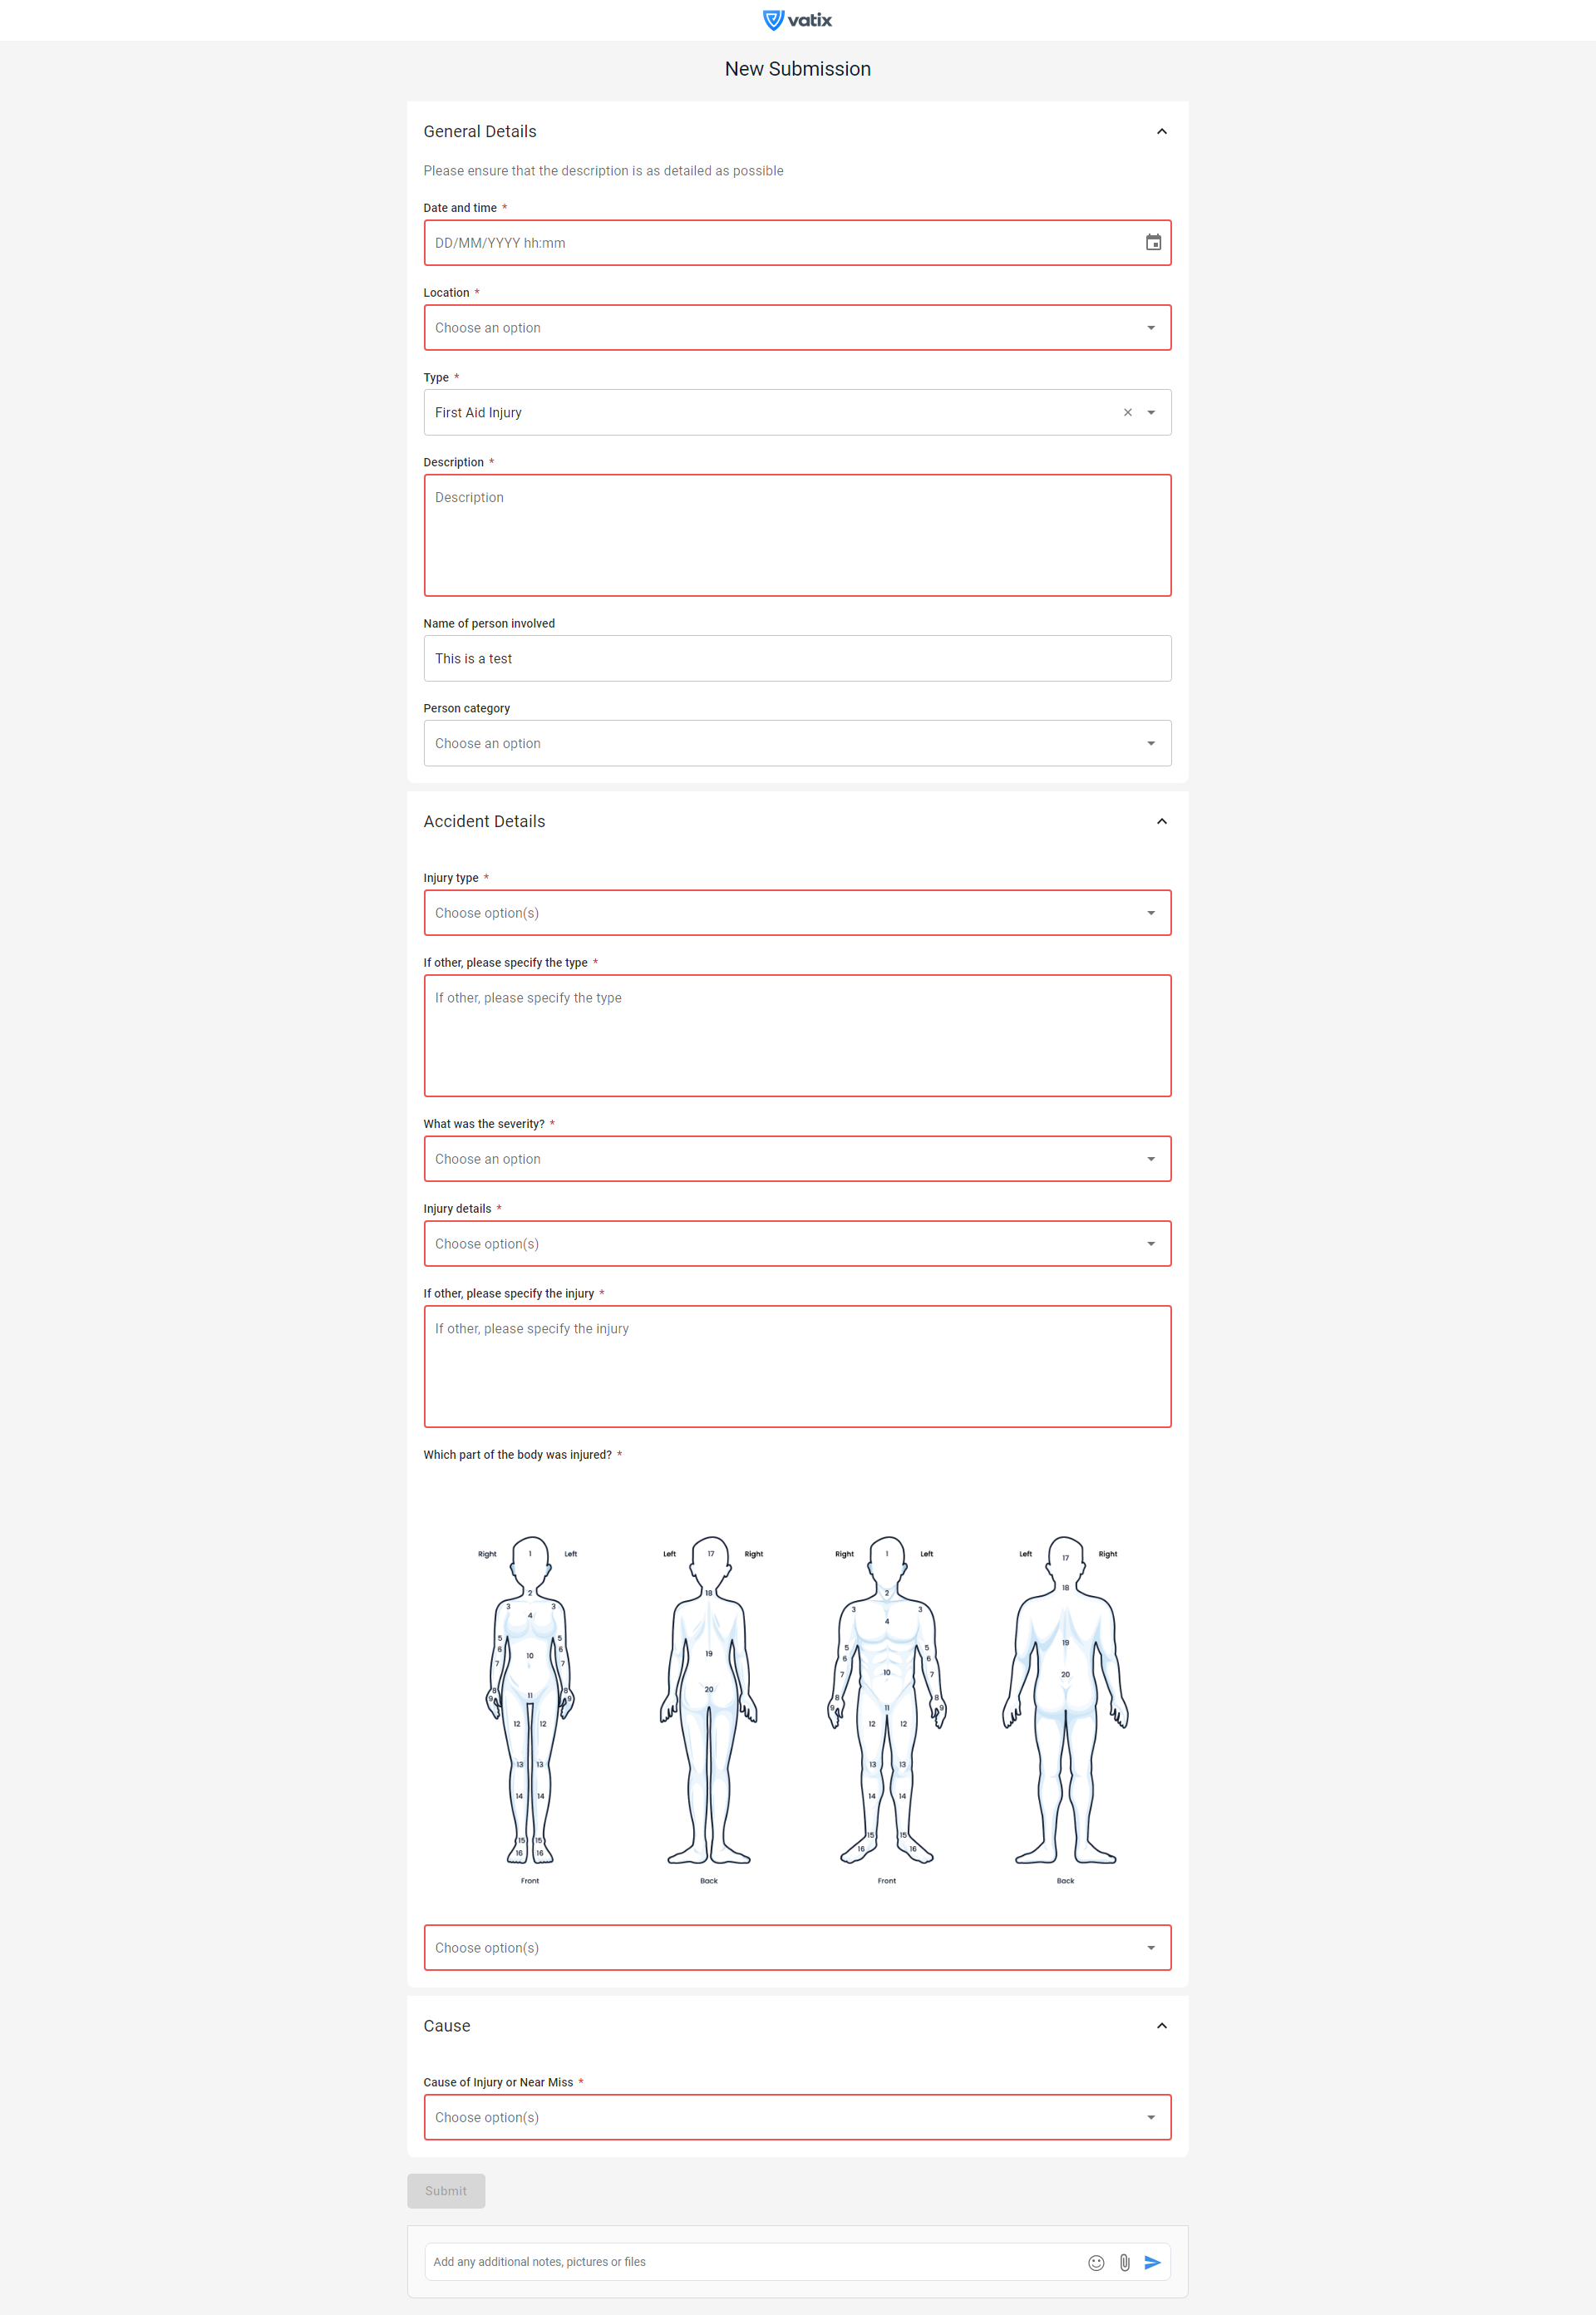 vatix
New Submission
General Details
Please ensure that the description is as detailed as possible
Date and time *
DD/MM/YYYY hh:mm
Location *
Choose an option
Type *
First Aid Injury
Description *
Description
Name of person involved
This is a test
Person category
Choose an option
Accident Details
Injury type *
Choose option(s)
If other, please specify the type *
If other, please specify the type
What was the severity? *
Choose an option
Injury details *
Choose option(s)
If other, please specify the injury *
If other, please specify the injury
Which part of the body was injured? *
Right 1 Left
2
3 3
4
5 5
6 6
10
7 7
8 8
9 9
11
12 12
13 13
14 14
15 15
16 16
Front
Left 17 Right
18
19
20
Back
Right 1 Left
2
3 3
4
5 5
6 6
10
7 7
8 8
9 9
11
12 12
13 13
14 14
15 15
16 16
Front
Left 17 Right
18
19
20
Back
Choose option(s)
Cause
Cause of Injury or Near Miss *
Choose option(s)
Submit
Add any additional notes, pictures or files